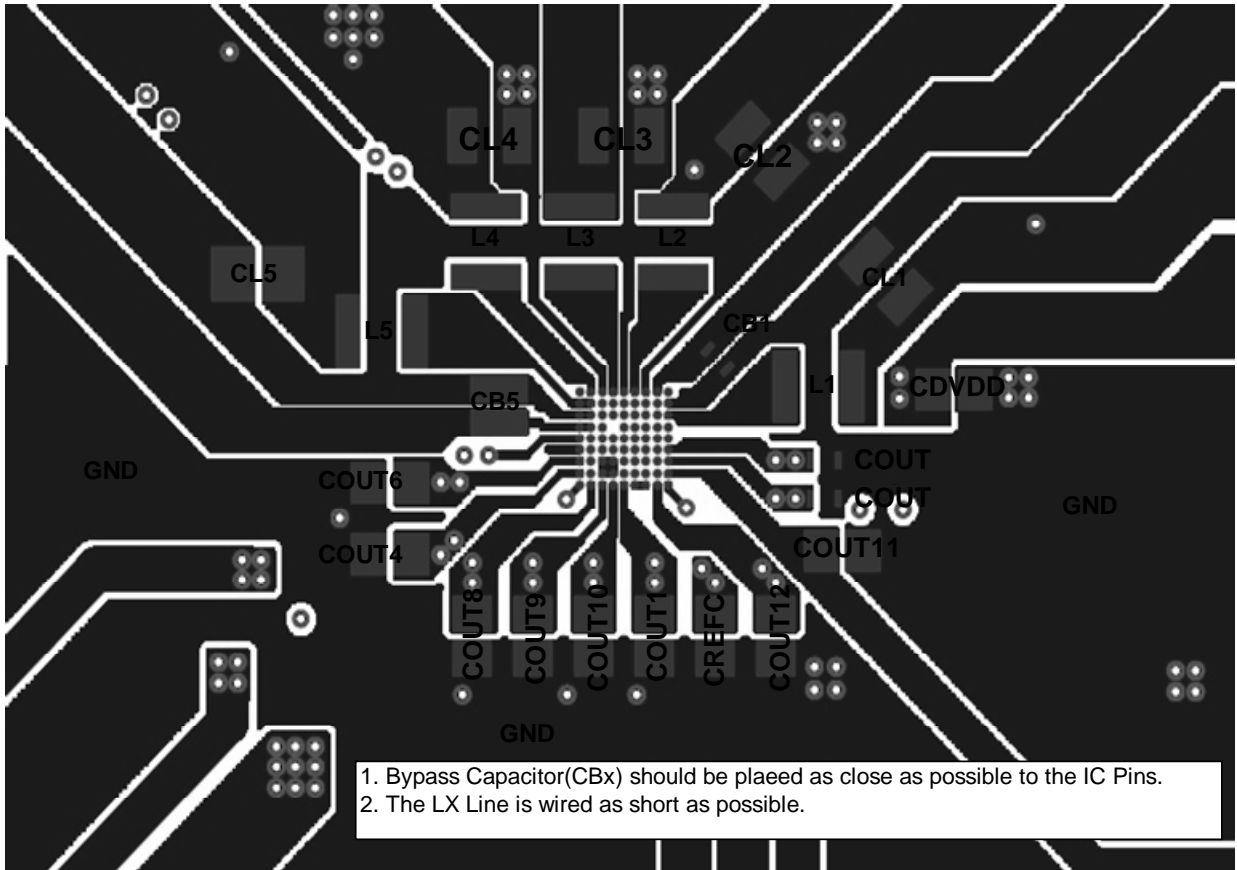 CL4
CL3
CL2
L4
L3
L2
CL5
CL1
L5
CB1
L1
CDVDD
CB5
COUT
GND
COUT6
COUT
GND
COUT4
COUT11
COUT8
COUT9
COUT10
COUT1
CREFC
COUT12
GND
1. Bypass Capacitor(CBx) should be plaeed as close as possible to the IC Pins.
2. The LX Line is wired as short as possible.